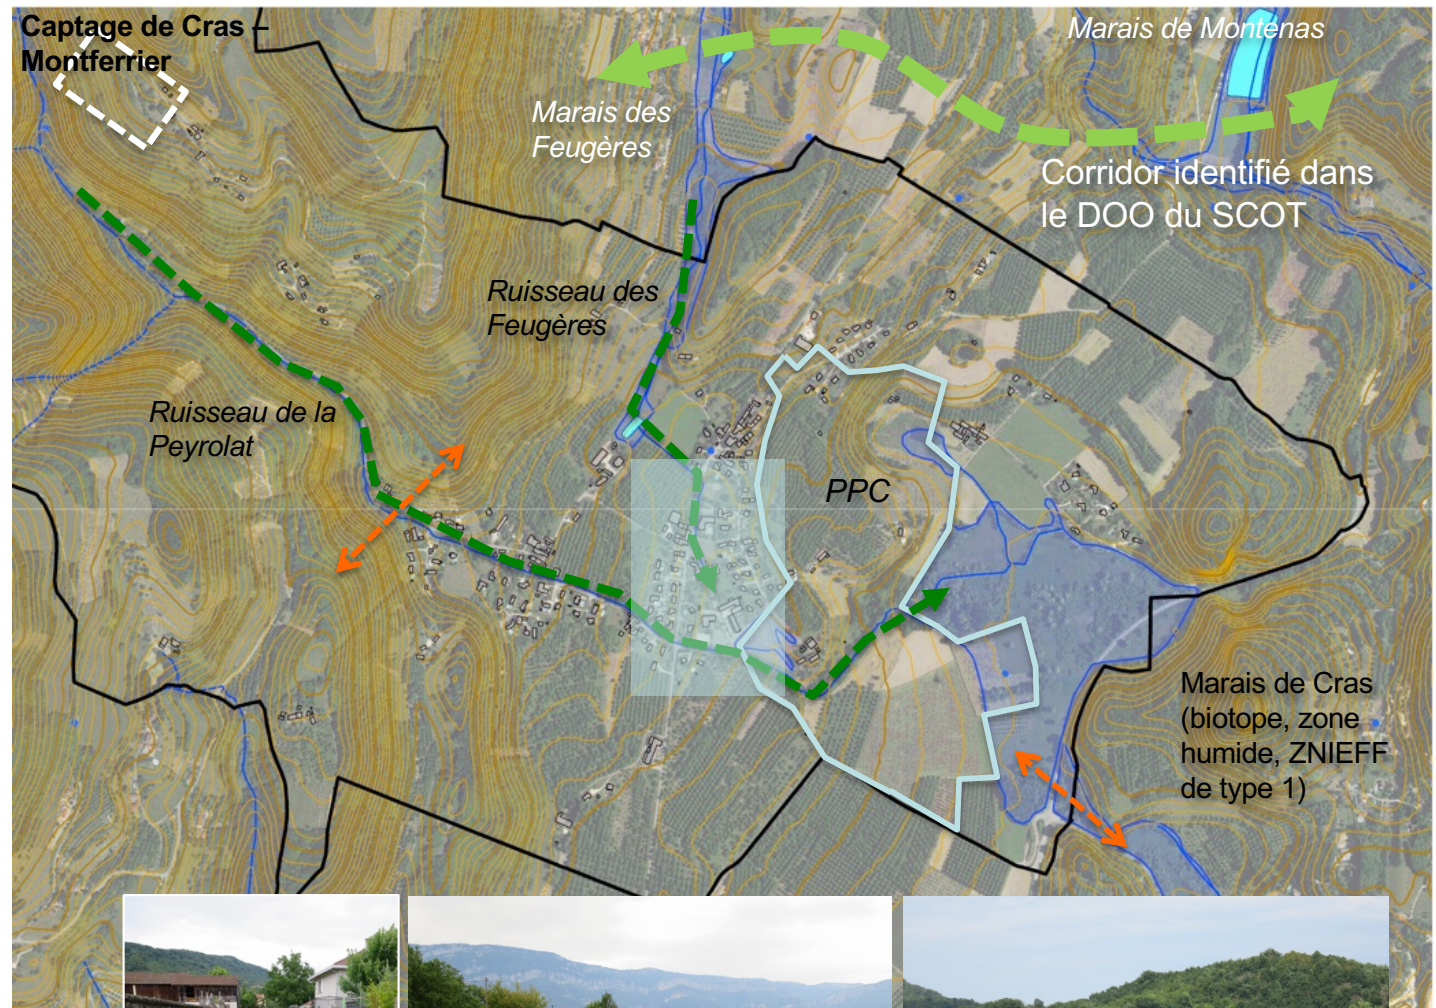 Captage de Cras –
Montferrier
Marais de Montenas
Marais des
Feugères
Corridor identifié dans
le DOO du SCOT
Ruisseau des
Feugères
Ruisseau de la
Peyrolat
PPC
Marais de Cras
(biotope, zone
humide, ZNIEFF
de type 1)